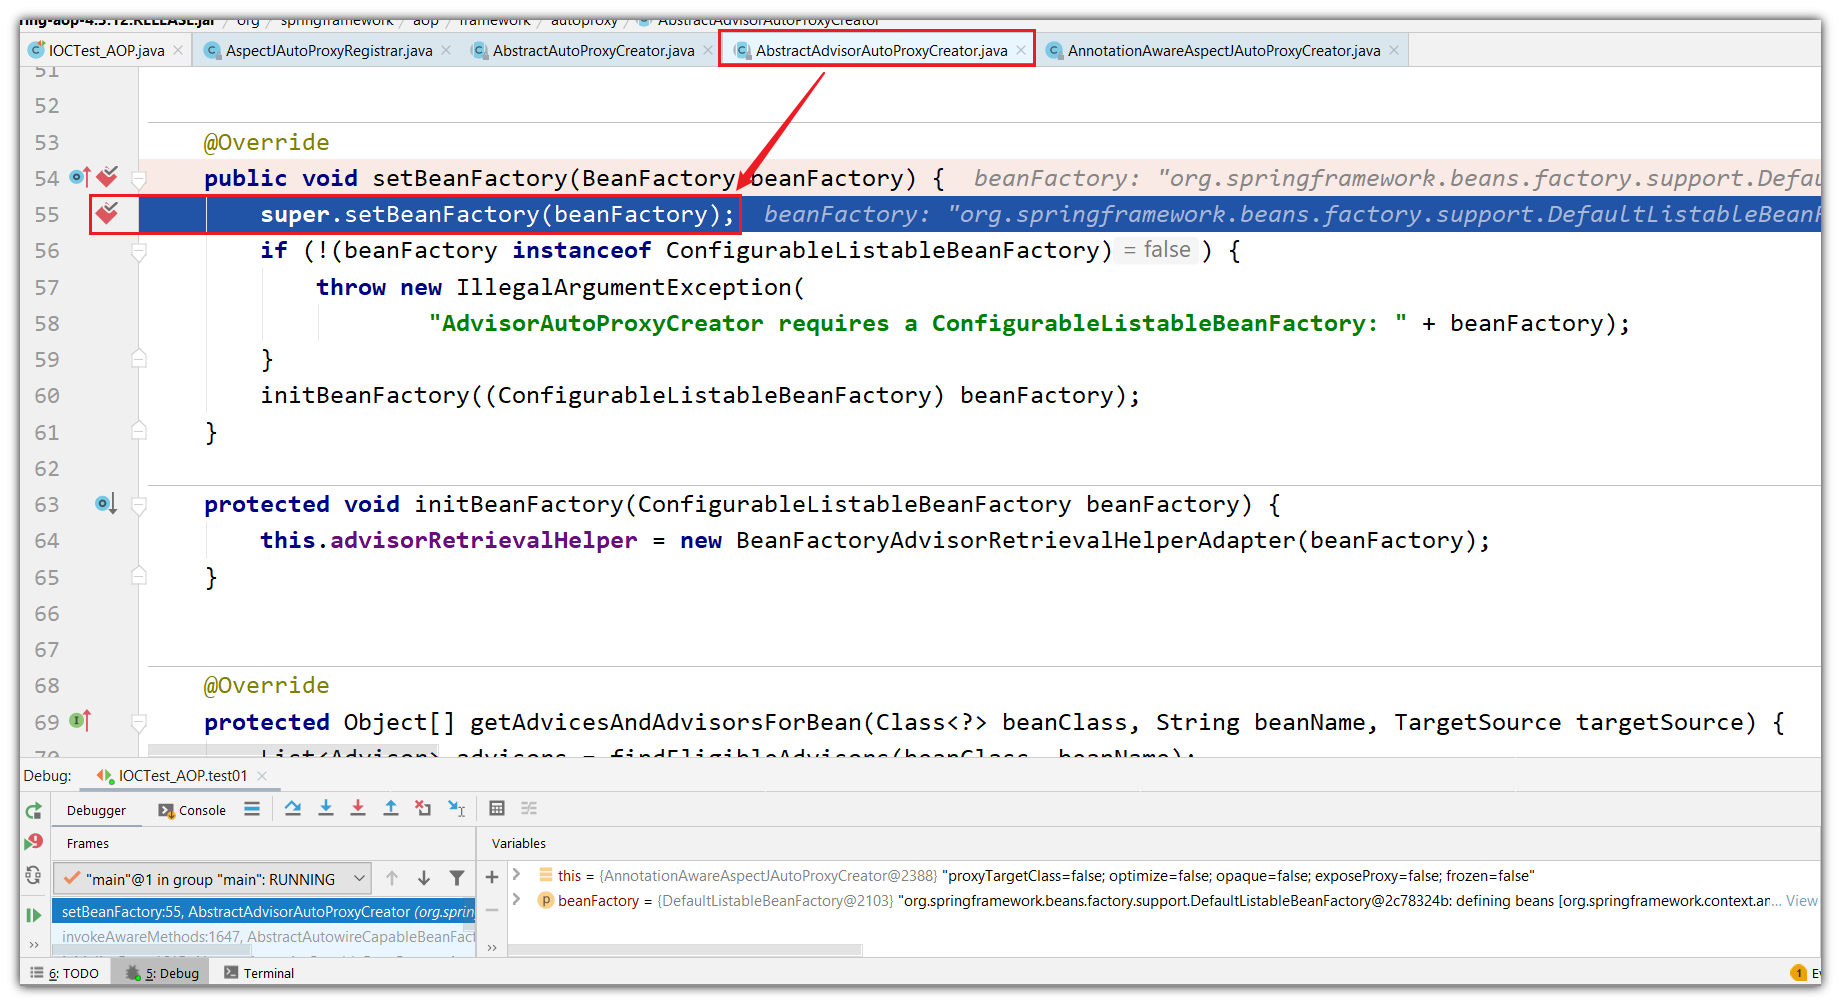 ring-aop-4.3.12.RELEASE.jar / org / springframework / aop / framework / autoproxy / AbstractAdvisorAutoProxyCreator
IOCTest_AOP.java AspectJAutoProxyRegistrar.java AbstractAutoProxyCreator.java AbstractAdvisorAutoProxyCreator.java AnnotationAwareAspectJAutoProxyCreator.java
51
52
53 @Override
54 public void setBeanFactory(BeanFactory beanFactory) { beanFactory: "org.springframework.beans.factory.support.Defau
55 super.setBeanFactory(beanFactory); beanFactory: "org.springframework.beans.factory.support.DefaultListableBeanF
56 if (!(beanFactory instanceof ConfigurableListableBeanFactory) = false ) {
57 throw new IllegalArgumentException(
58 "AdvisorAutoProxyCreator requires a ConfigurableListableBeanFactory: " + beanFactory);
59 }
60 initBeanFactory((ConfigurableListableBeanFactory) beanFactory);
61 }
62
63 protected void initBeanFactory(ConfigurableListableBeanFactory beanFactory) {
64 this.advisorRetrievalHelper = new BeanFactoryAdvisorRetrievalHelperAdapter(beanFactory);
65 }
66
67
68 @Override
69 protected Object[] getAdvicesAndAdvisorsForBean(Class<?> beanClass, String beanName, TargetSource targetSource) {
70 List<Advisor> advisors = findEligibleAdvisors(beanClass, beanName);
Debug: IOCTest_AOP.test01
Debugger Console
Frames Variables
"main"@1 in group "main": RUNNING
this = {AnnotationAwareAspectJAutoProxyCreator@2388} "proxyTargetClass=false; optimize=false; opaque=false; exposeProxy=false; frozen=false"
beanFactory = {DefaultListableBeanFactory@2103} "org.springframework.beans.factory.support.DefaultListableBeanFactory@2c78324b: defining beans [org.springframework.context.an... View
setBeanFactory:55, AbstractAdvisorAutoProxyCreator (org.sprin
invokeAwareMethods:1647, AbstractAutowireCapableBeanFact
6: TODO 5: Debug Terminal 1 Ev